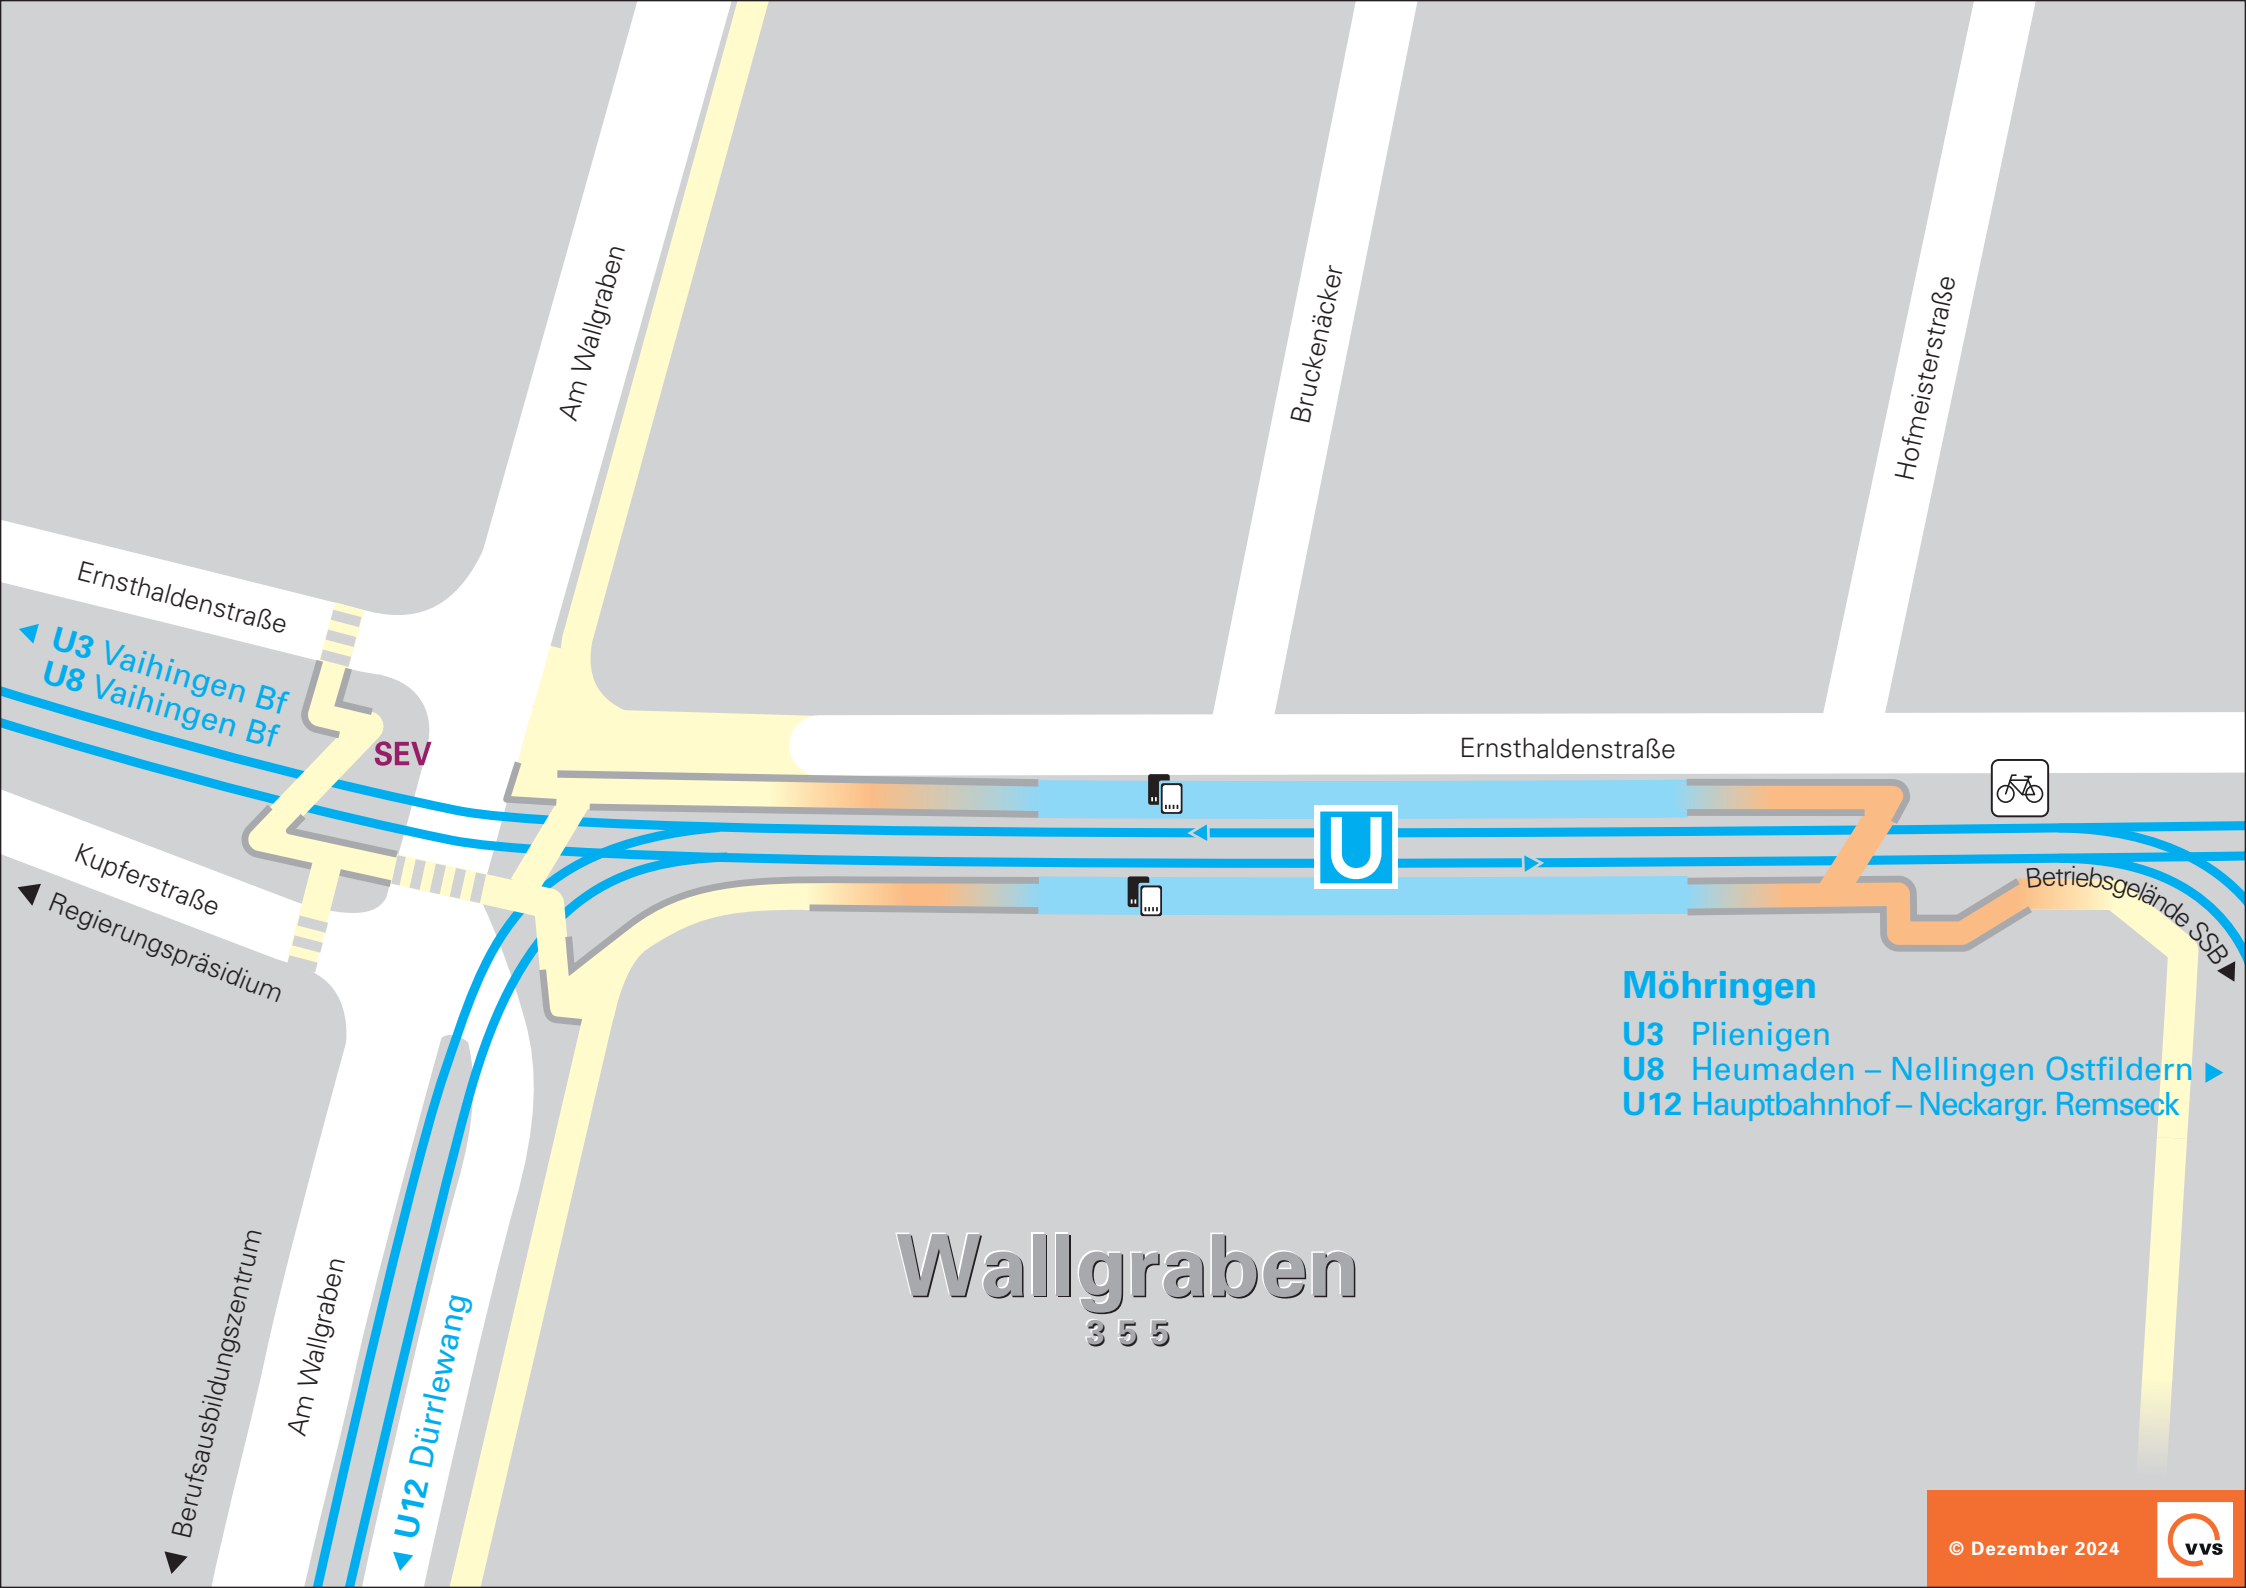 Am Wallgraben
Bruckenäcker
Hofmeisterstraße
Ernsthaldenstraße
U3 Vaihingen Bf
U8 Vaihingen Bf
SEV
Ernsthaldenstraße
U
Kupferstraße
Regierungspräsidium
Betriebsgelände SSB
Möhringen
U3 Plienigen
U8 Heumaden – Nellingen Ostfildern
U12 Hauptbahnhof – Neckargr. Remseck
Wallgraben
355
Berufsausbildungszentrum
Am Wallgraben
U12 Dürrlewang
© Dezember 2024
VVS